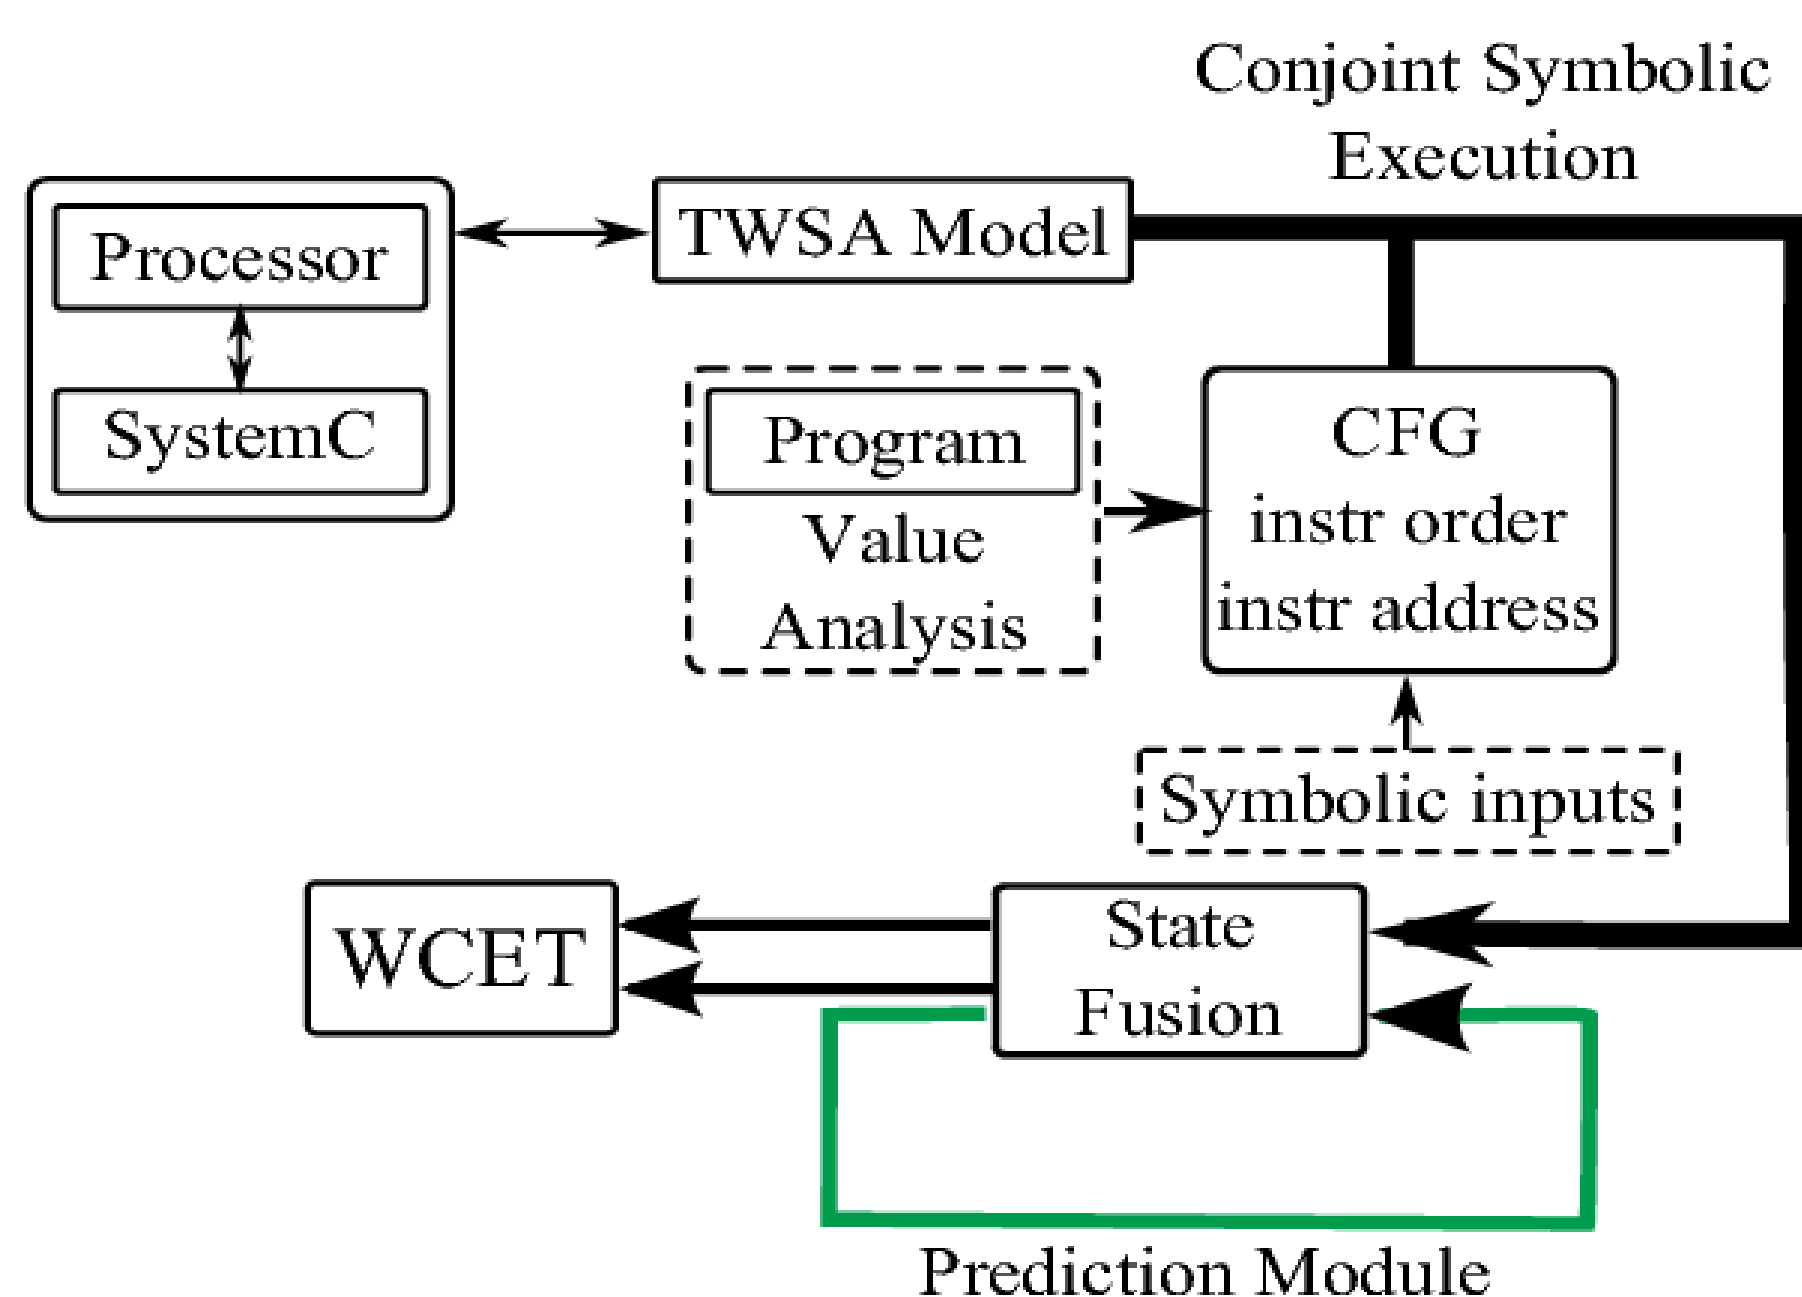 Conjoint Symbolic
Execution
Processor
SystemC
TWSA Model
Program
Value
Analysis
CFG
instr order
instr address
Symbolic inputs
WCET
State
Fusion
Prediction Module